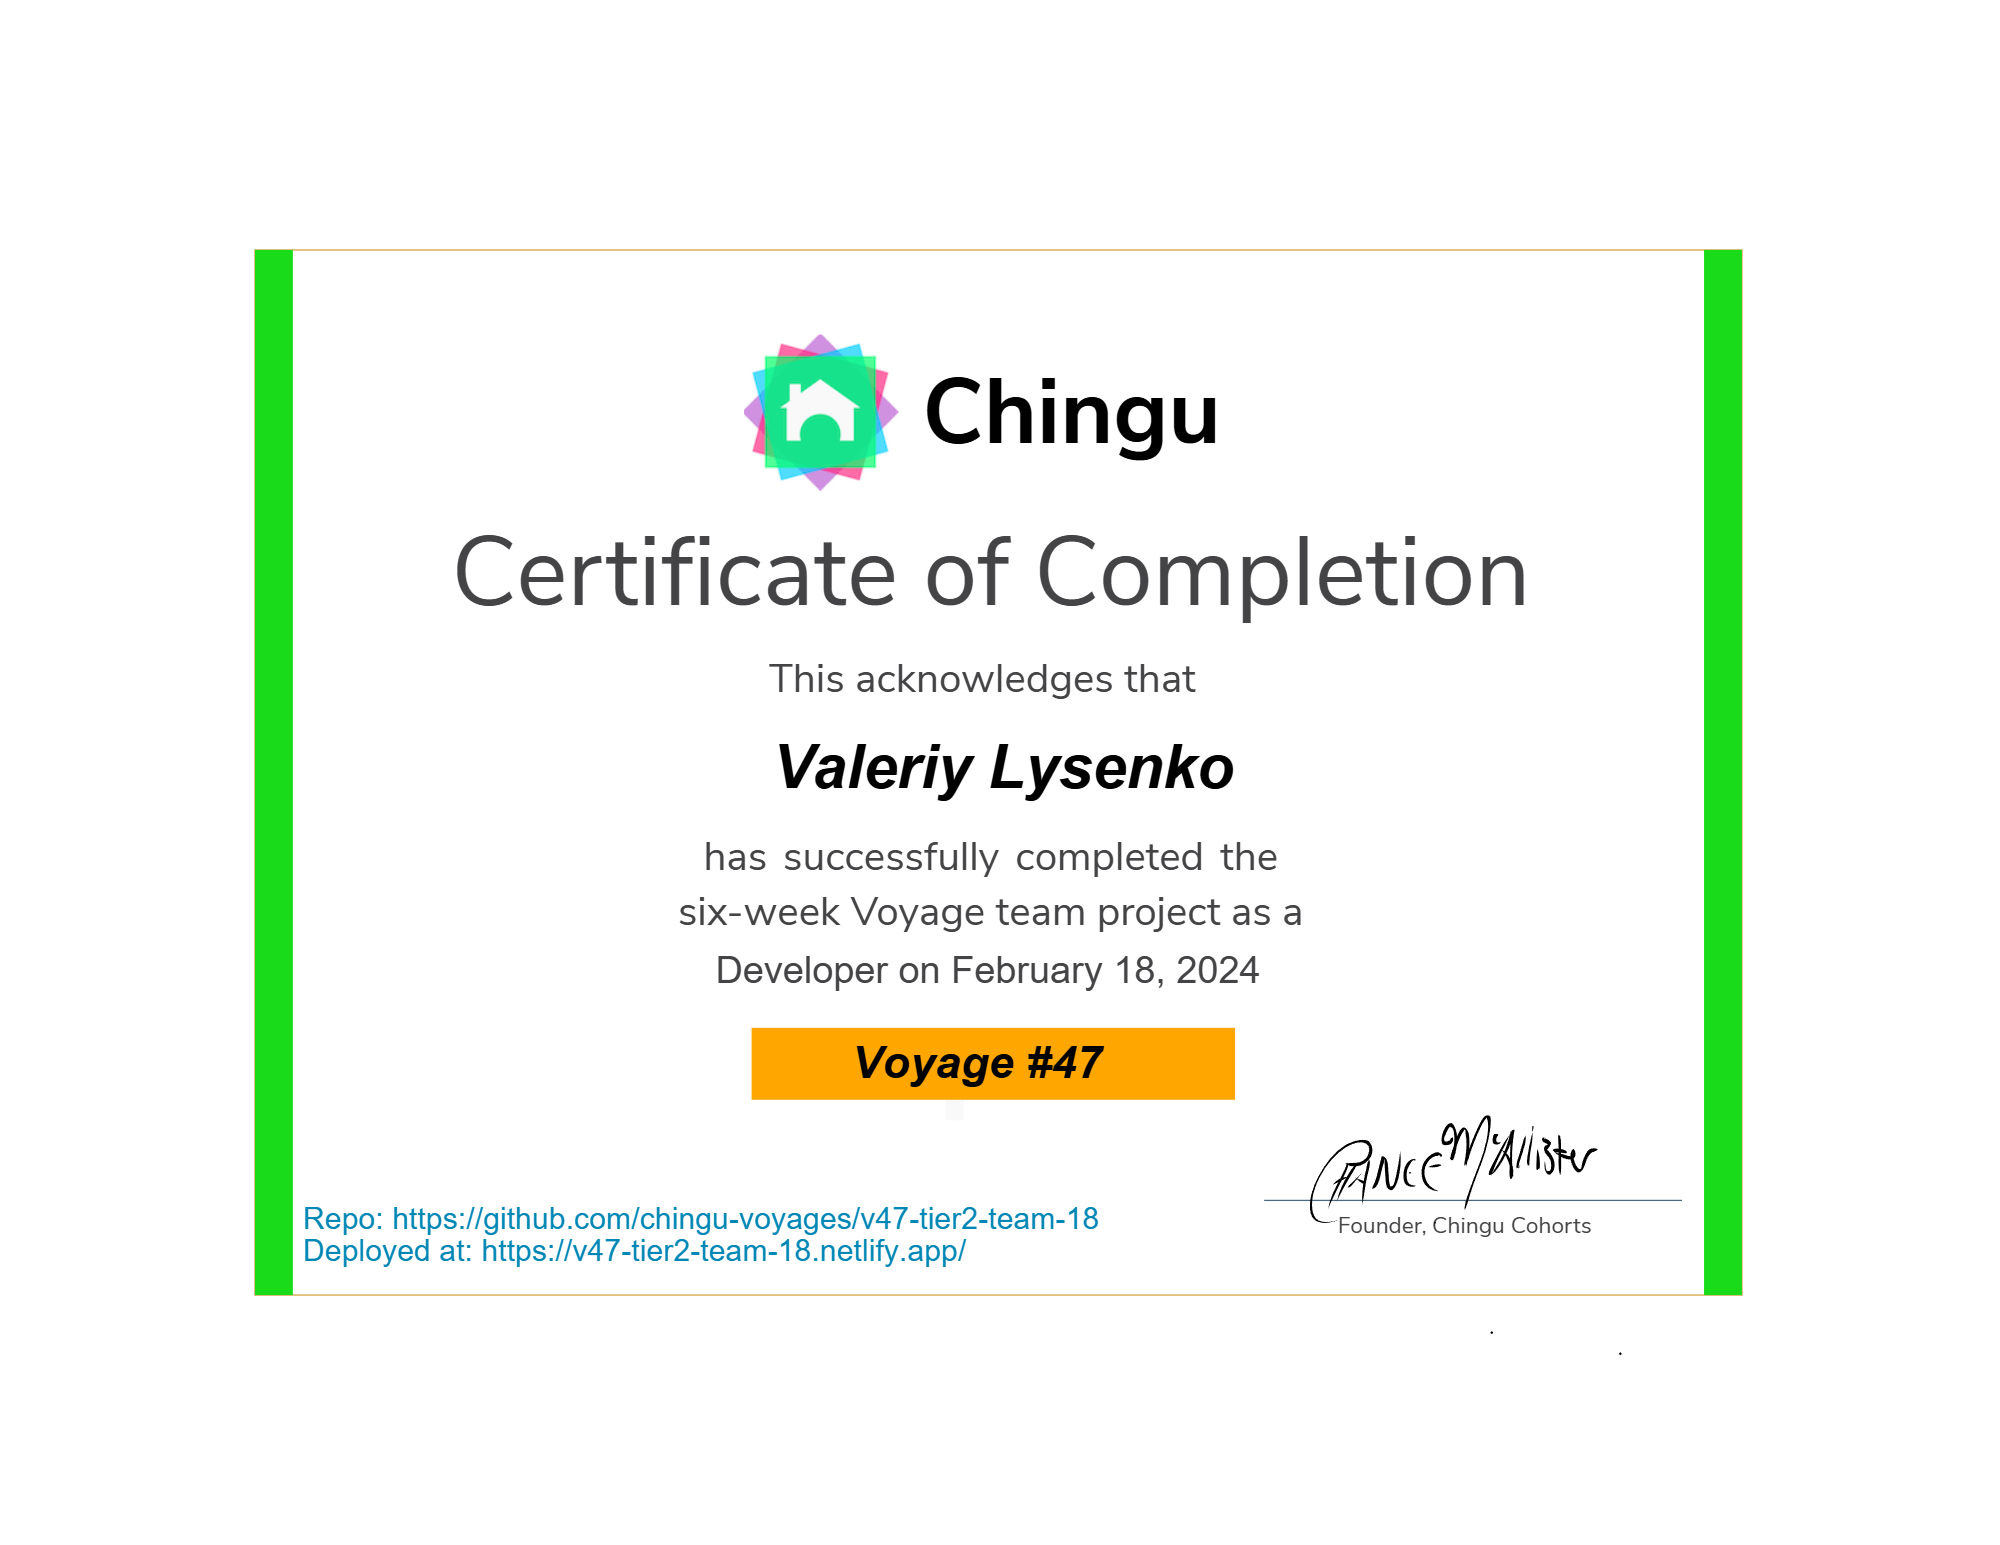 Chingu
Certificate of Completion
This acknowledges that
Valeriy Lysenko
has successfully completed the
six-week Voyage team project as a
Developer on February 18, 2024
Voyage #47
Chance McAllister
Founder, Chingu Cohorts
Repo: https://github.com/chingu-voyages/v47-tier2-team-18
Deployed at: https://v47-tier2-team-18.netlify.app/